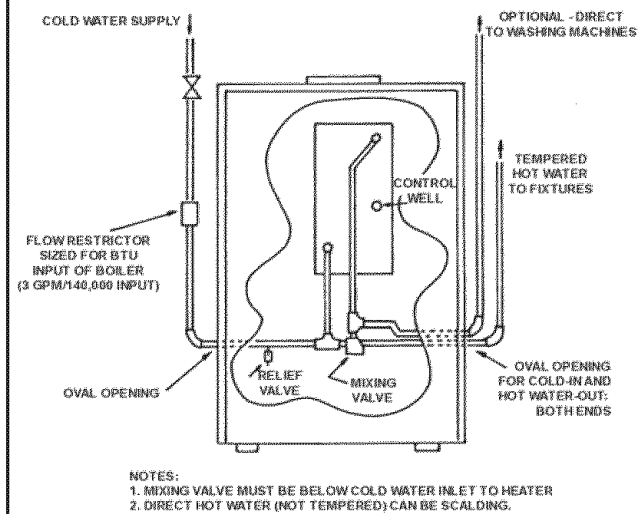 COLD WATER SUPPLY
OPTIONAL - DIRECT
TO WASHING MACHINES
CONTROL
WELL
TEMPERED
HOT WATER
TO FIXTURES
FLOW RESTRICTOR
SIZED FOR BTU
INPUT OF BOILER
(3 GPM/140,000 INPUT)
OVAL OPENING
RELIEF
VALVE
MIXING
VALVE
OVAL OPENING
FOR COLD-IN AND
HOT WATER-OUT:
BOTH ENDS
NOTES:
1. MIXING VALVE MUST BE BELOW COLD WATER INLET TO HEATER
2. DIRECT HOT WATER (NOT TEMPERED) CAN BE SCALDING.